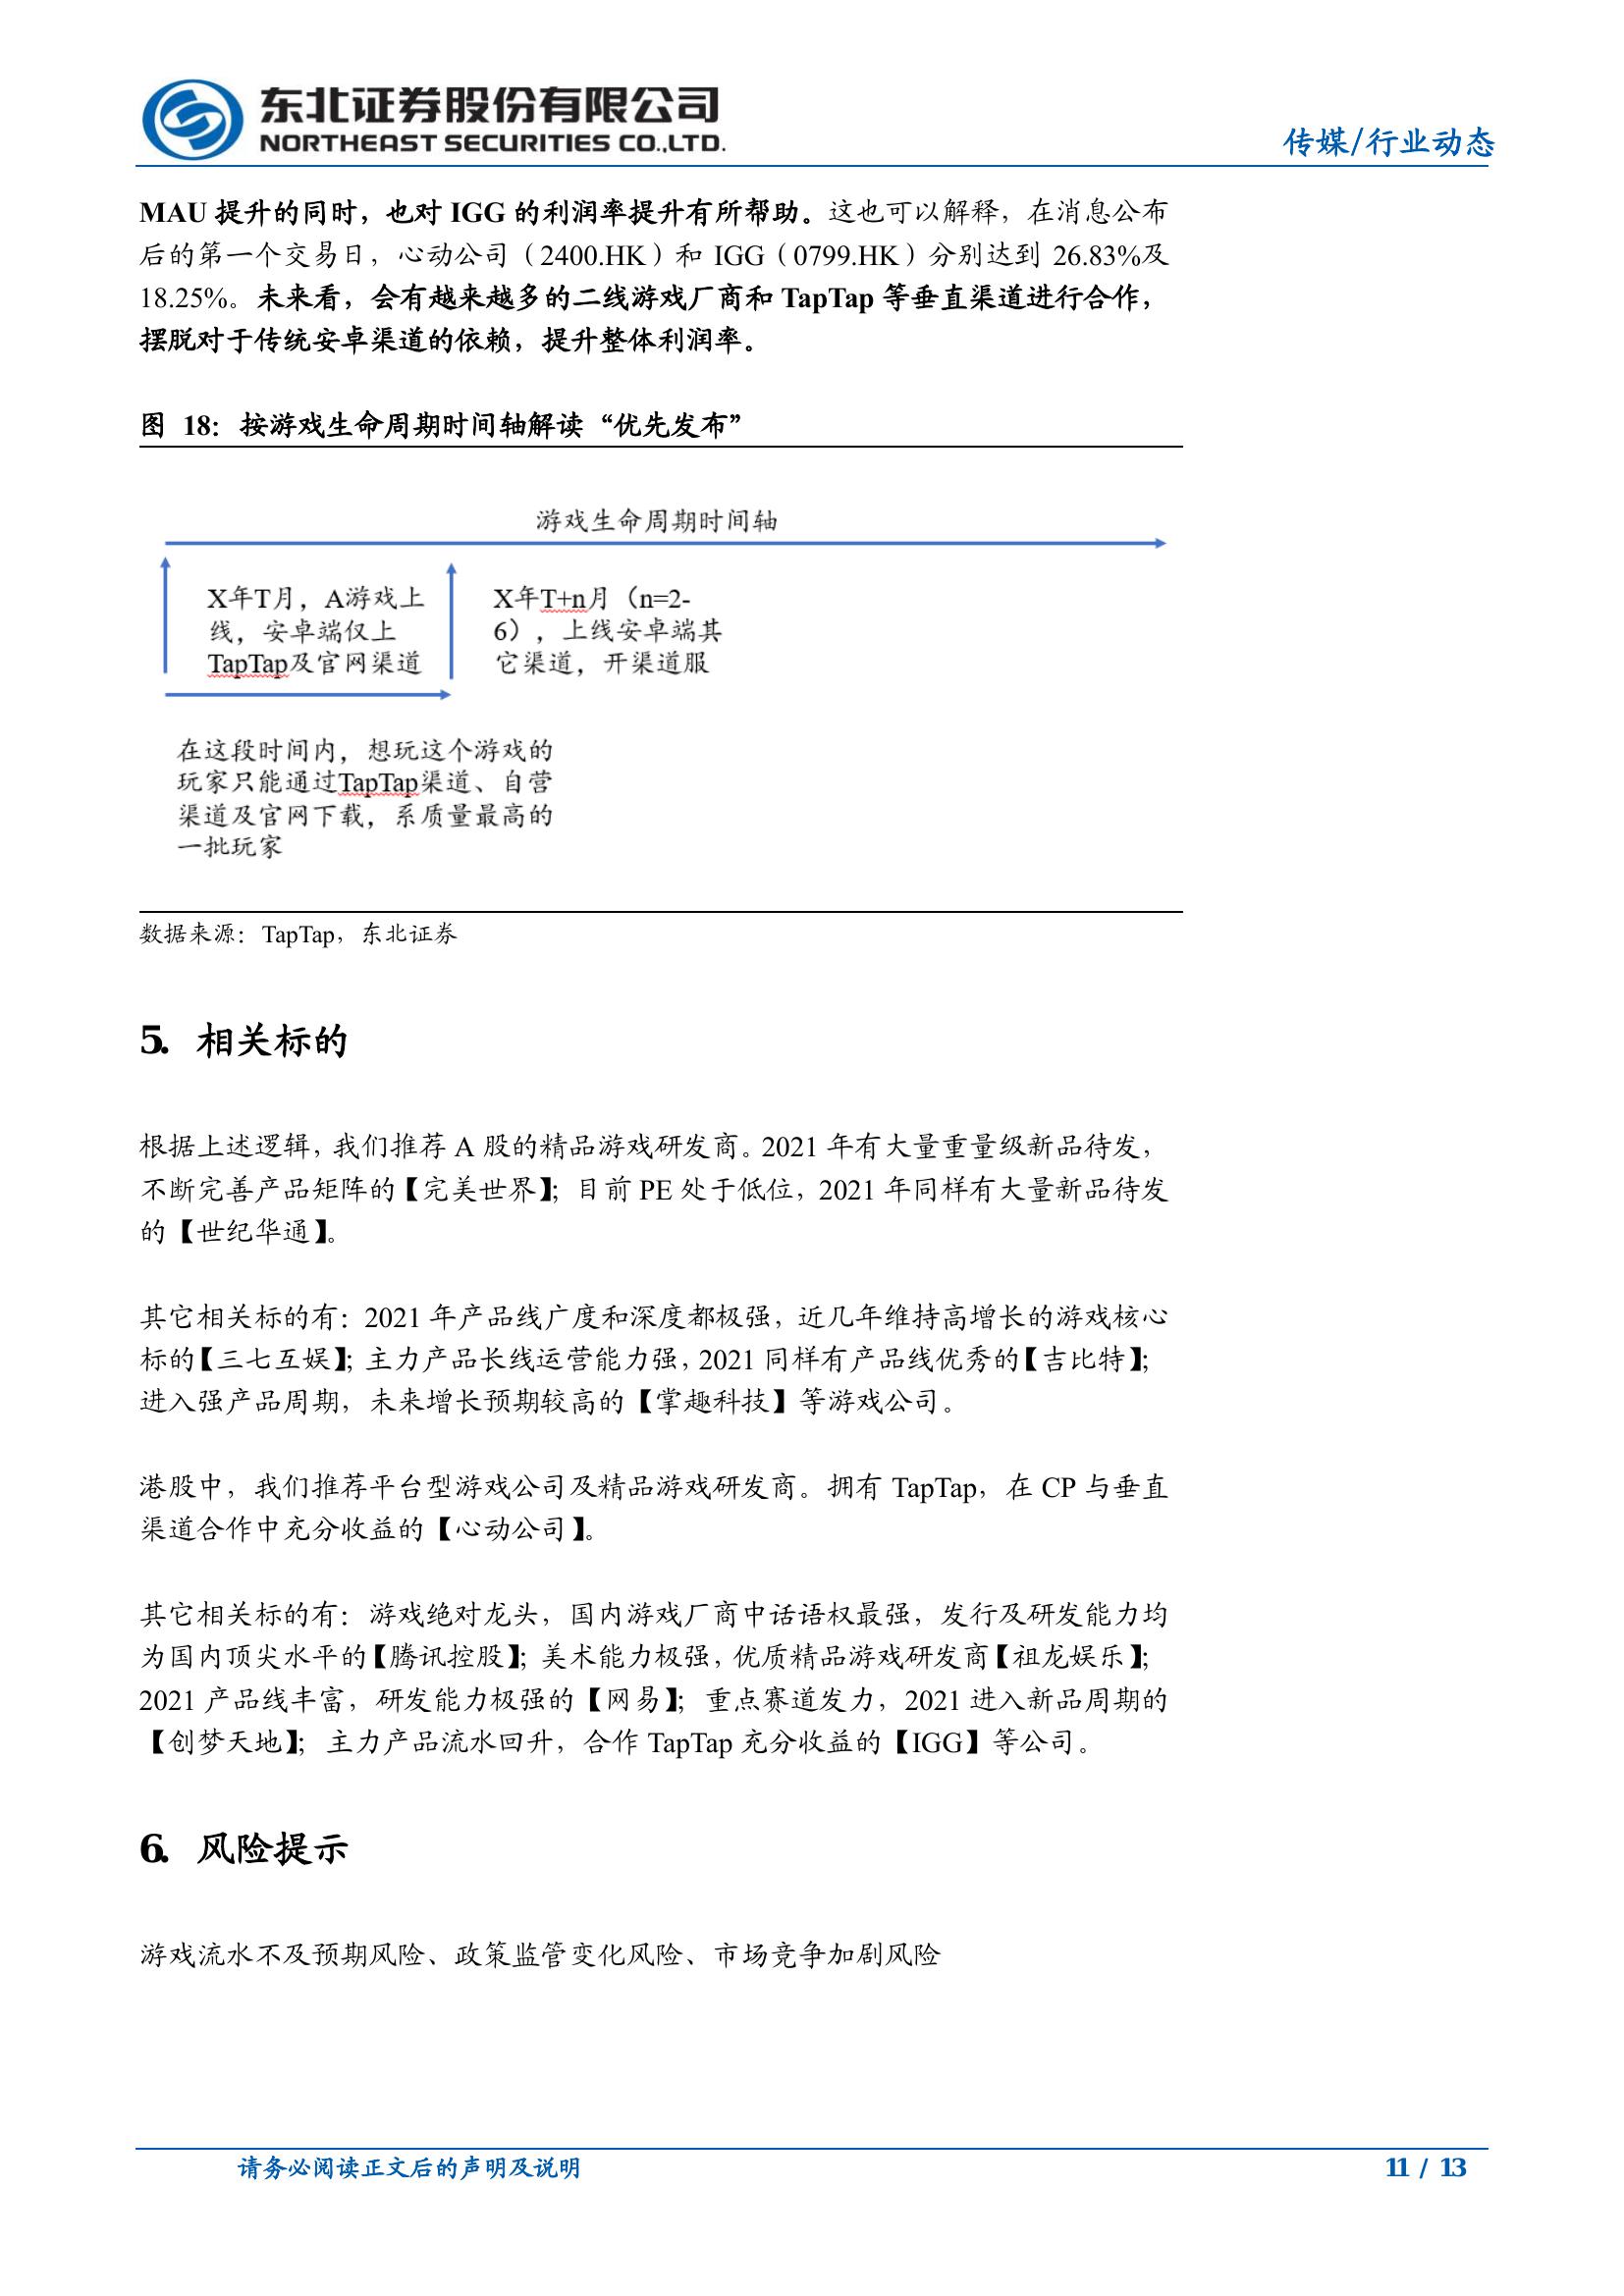 东北证券股份有限公司
NORTHEAST SECURITIES CO.,LTD.
传媒/行业动态
MAU 提升的同时，也对 IGG 的利润率提升有所帮助。这也可以解释，在消息公布
后的第一个交易日，心动公司（2400.HK）和 IGG（0799.HK）分别达到 26.83%及
18.25%。未来看，会有越来越多的二线游戏厂商和 TapTap 等垂直渠道进行合作，
摆脱对于传统安卓渠道的依赖，提升整体利润率。
图 18：按游戏生命周期时间轴解读“优先发布”
游戏生命周期时间轴
X年T月，A游戏上
线，安卓端仅上
TapTap及官网渠道
X年T+n月（n=2-
6），上线安卓端其
它渠道，开渠道服
在这段时间内，想玩这个游戏的
玩家只能通过TapTap渠道、自营
渠道及官网下载，系质量最高的
一批玩家
数据来源：TapTap，东北证券
5. 相关标的
根据上述逻辑，我们推荐 A 股的精品游戏研发商。2021 年有大量重量级新品待发，
不断完善产品矩阵的【完美世界】；目前 PE 处于低位，2021 年同样有大量新品待发
的【世纪华通】。
其它相关标的有：2021 年产品线广度和深度都极强，近几年维持高增长的游戏核心
标的【三七互娱】；主力产品长线运营能力强，2021 同样有产品线优秀的【吉比特】；
进入强产品周期，未来增长预期较高的【掌趣科技】等游戏公司。
港股中，我们推荐平台型游戏公司及精品游戏研发商。拥有 TapTap，在 CP 与垂直
渠道合作中充分收益的【心动公司】。
其它相关标的有：游戏绝对龙头，国内游戏厂商中话语权最强，发行及研发能力均
为国内顶尖水平的【腾讯控股】；美术能力极强，优质精品游戏研发商【祖龙娱乐】；
2021 产品线丰富，研发能力极强的【网易】；重点赛道发力，2021 进入新品周期的
【创梦天地】；主力产品流水回升，合作 TapTap 充分收益的【IGG】等公司。
6. 风险提示
游戏流水不及预期风险、政策监管变化风险、市场竞争加剧风险
请务必阅读正文后的声明及说明
11 / 13